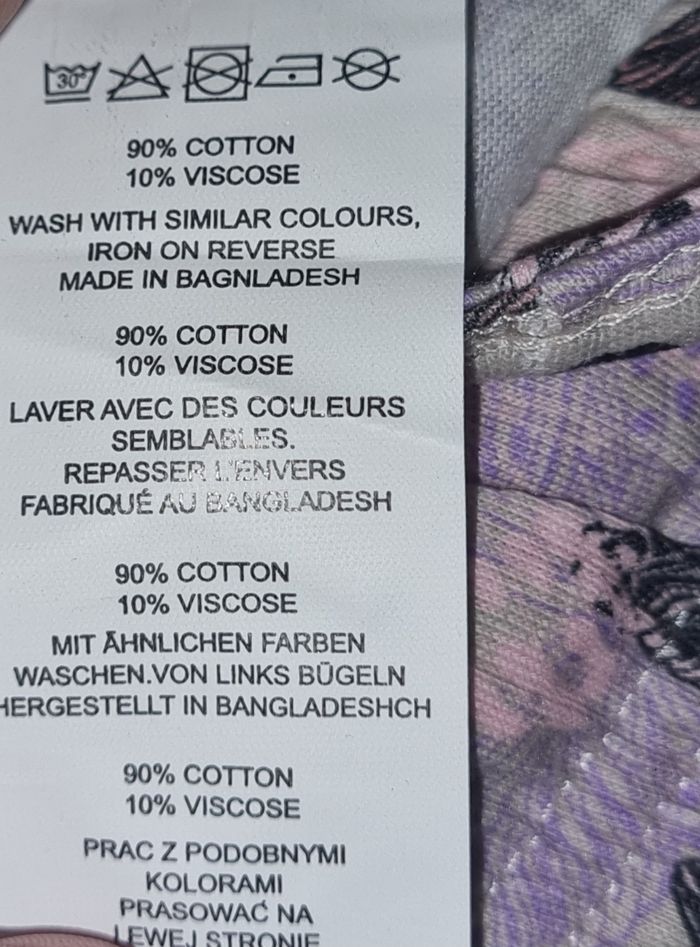 30°
90% COTTON
10% VISCOSE
WASH WITH SIMILAR COLOURS,
IRON ON REVERSE
MADE IN BAGNLADESH
90% COTTON
10% VISCOSE
LAVER AVEC DES COULEURS
SEMBLABLES.
REPASSER L'ENVERS
FABRIQUÉ AU BANGLADESH
90% COTTON
10% VISCOSE
MIT ÄHNLICHEN FARBEN
WASCHEN.VON LINKS BÜGELN
HERGESTELLT IN BANGLADESHCH
90% COTTON
10% VISCOSE
PRAC Z PODOBNYMI
KOLORAMI
PRASOWAĆ NA
LEWEJ STRONIE